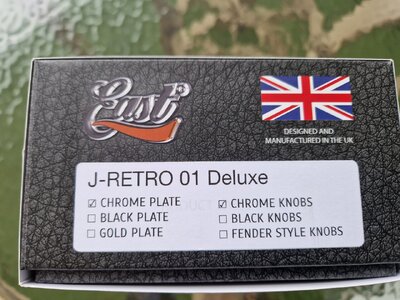 East
DESIGNED AND
MANUFACTURED IN THE UK
J-RETRO 01 Deluxe
☑ CHROME PLATE ☑ CHROME KNOBS
☐ BLACK PLATE ☐ BLACK KNOBS
☐ GOLD PLATE ☐ FENDER STYLE KNOBS